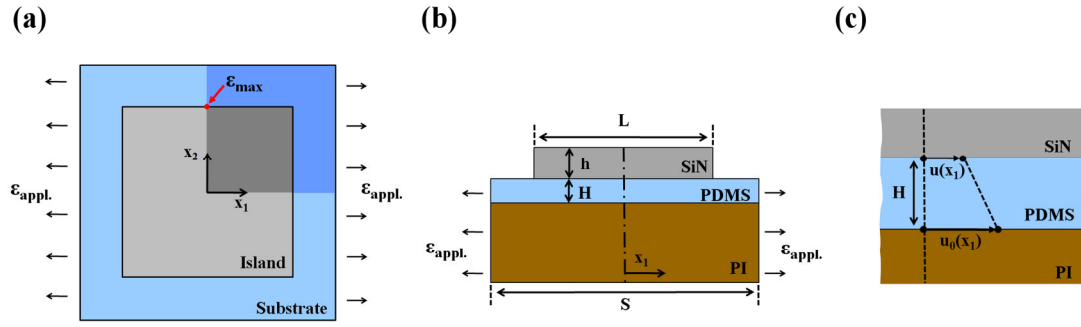 (a)
ε_max
x₂
x₁
ε_appl.
ε_appl.
Island
Substrate
(b)
L
h
SiN
H
PDMS
ε_appl.
ε_appl.
x₁
PI
S
(c)
SiN
u(x₁)
H
PDMS
u₀(x₁)
PI